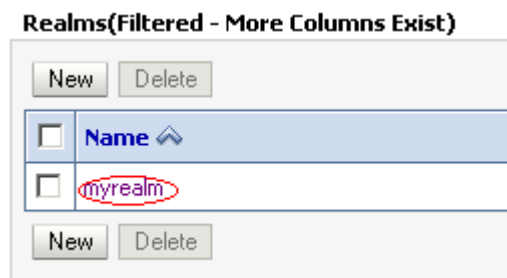 Realms(Filtered - More Columns Exist)
New Delete
Name
myrealm
New Delete